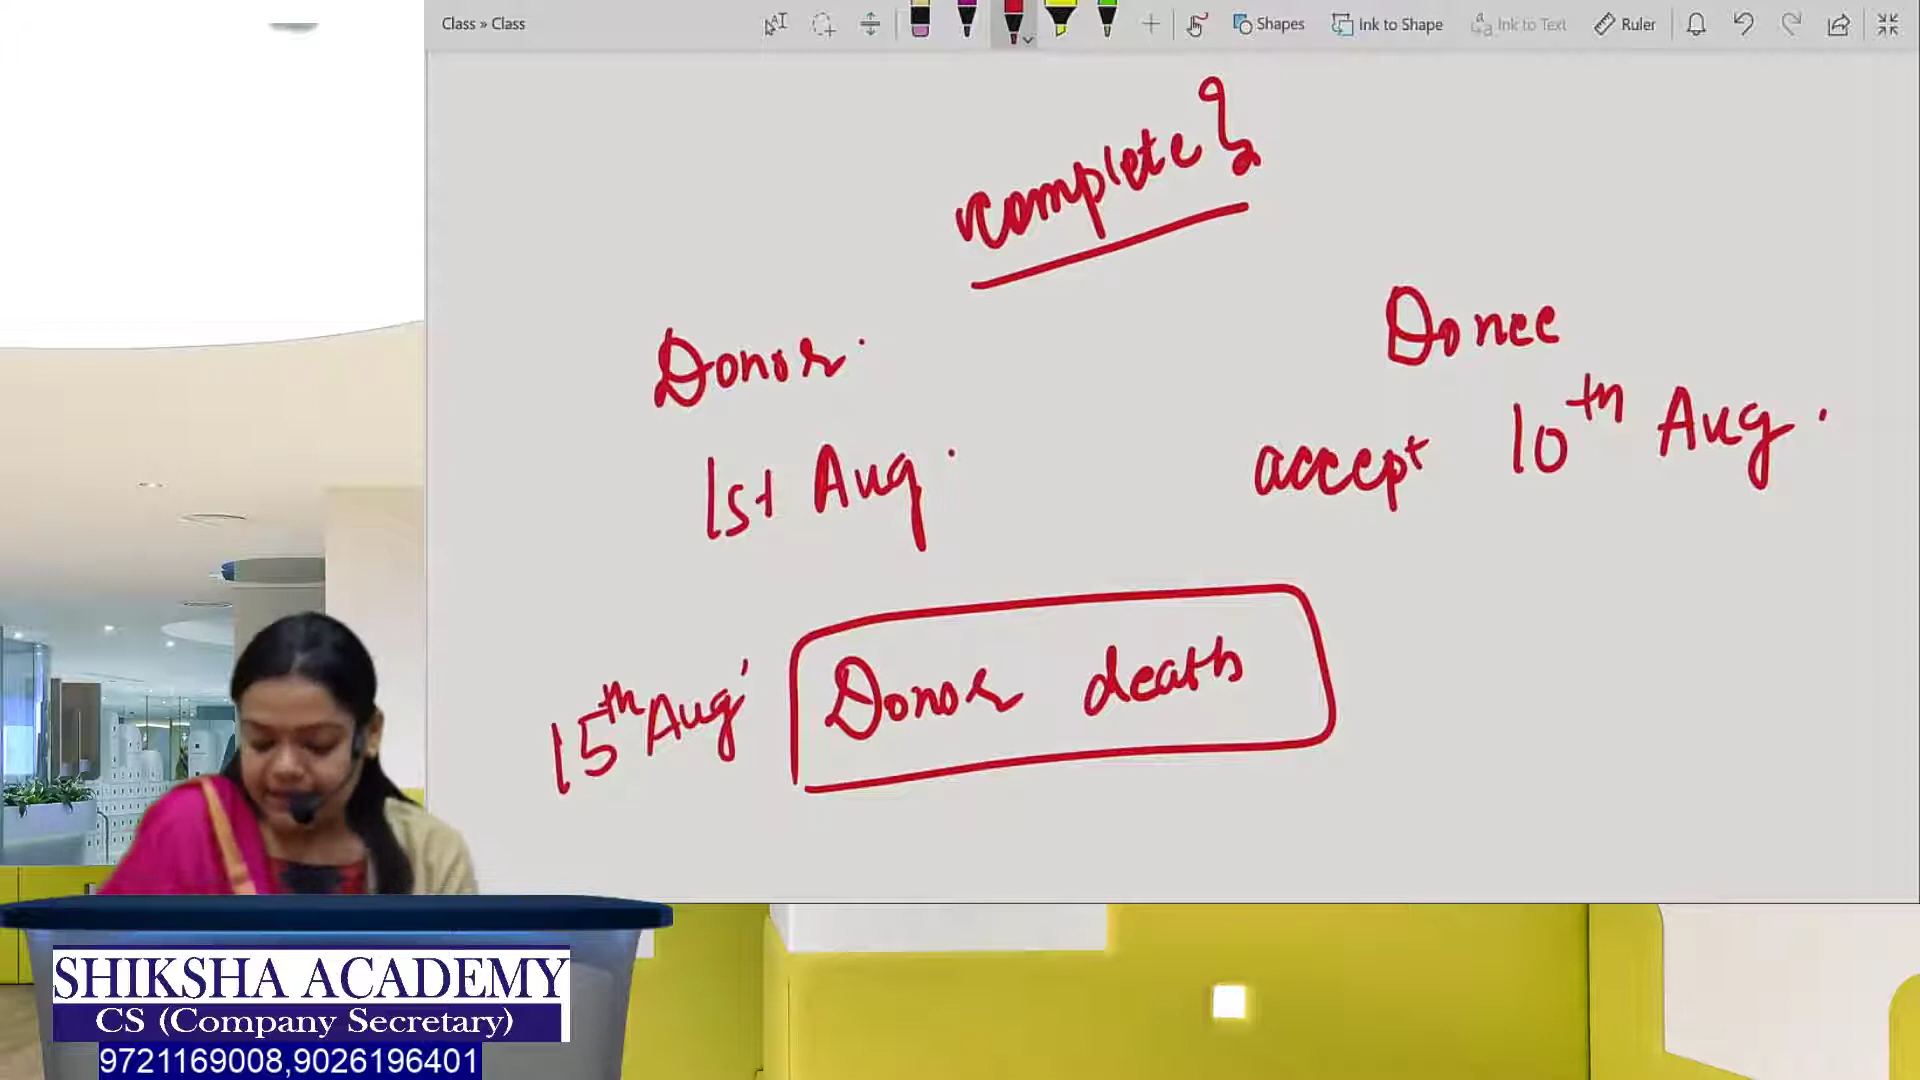 Class » Class
Shapes
Ink to Shape
Ink to Text
Ruler
complete
Donor
Donee
1st Aug
accept 10th Aug
15th Aug
Donor death
SHIKSHA ACADEMY
CS (Company Secretary)
9721169008,9026196401